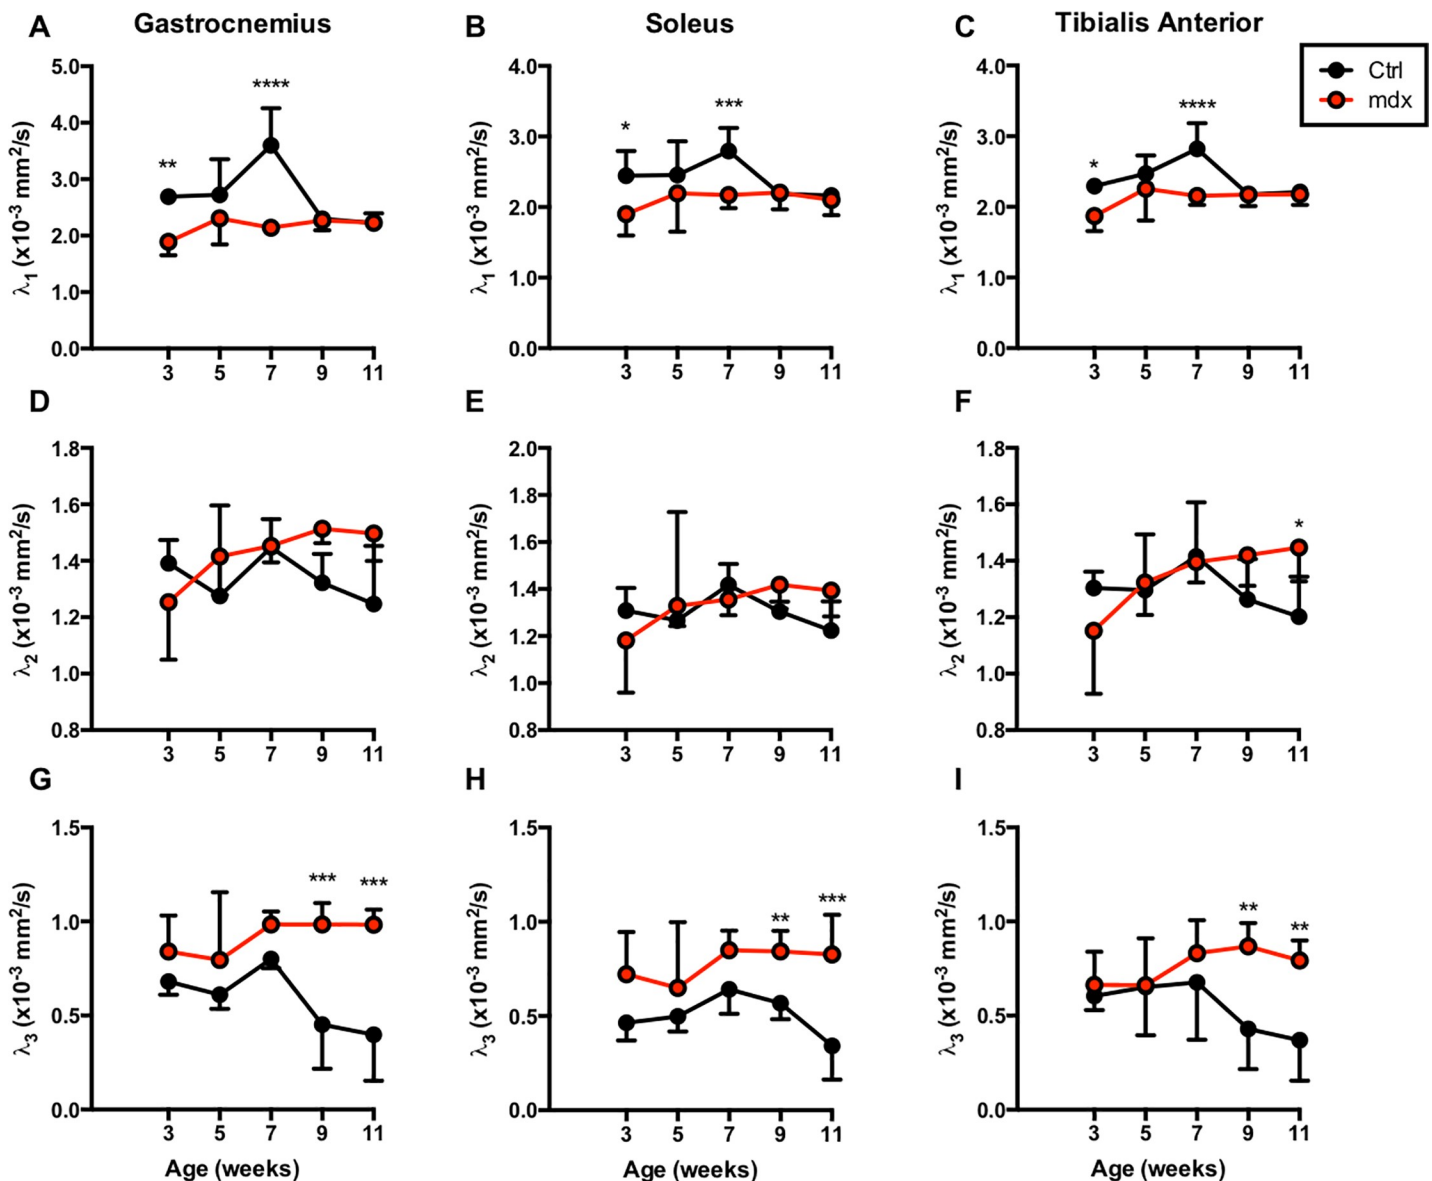 A Gastrocnemius B Soleus C Tibialis Anterior
Ctrl
mdx
λ1 (x10-3 mm2/s)
5.0
4.0
3.0
2.0
1.0
0.0
**
****
3 5 7 9 11
λ1 (x10-3 mm2/s)
4.0
3.0
2.0
1.0
0.0
*
***
3 5 7 9 11
λ1 (x10-3 mm2/s)
4.0
3.0
2.0
1.0
0.0
*
****
3 5 7 9 11
D
λ2 (x10-3 mm2/s)
1.8
1.6
1.4
1.2
1.0
0.8
3 5 7 9 11
E
λ2 (x10-3 mm2/s)
2.0
1.8
1.6
1.4
1.2
1.0
0.8
3 5 7 9 11
F
λ2 (x10-3 mm2/s)
1.8
1.6
1.4
1.2
1.0
0.8
*
3 5 7 9 11
G
λ3 (x10-3 mm2/s)
1.5
1.0
0.5
0.0
*** ***
3 5 7 9 11
Age (weeks)
H
λ3 (x10-3 mm2/s)
1.5
1.0
0.5
0.0
** ***
3 5 7 9 11
Age (weeks)
I
λ3 (x10-3 mm2/s)
1.5
1.0
0.5
0.0
** **
3 5 7 9 11
Age (weeks)